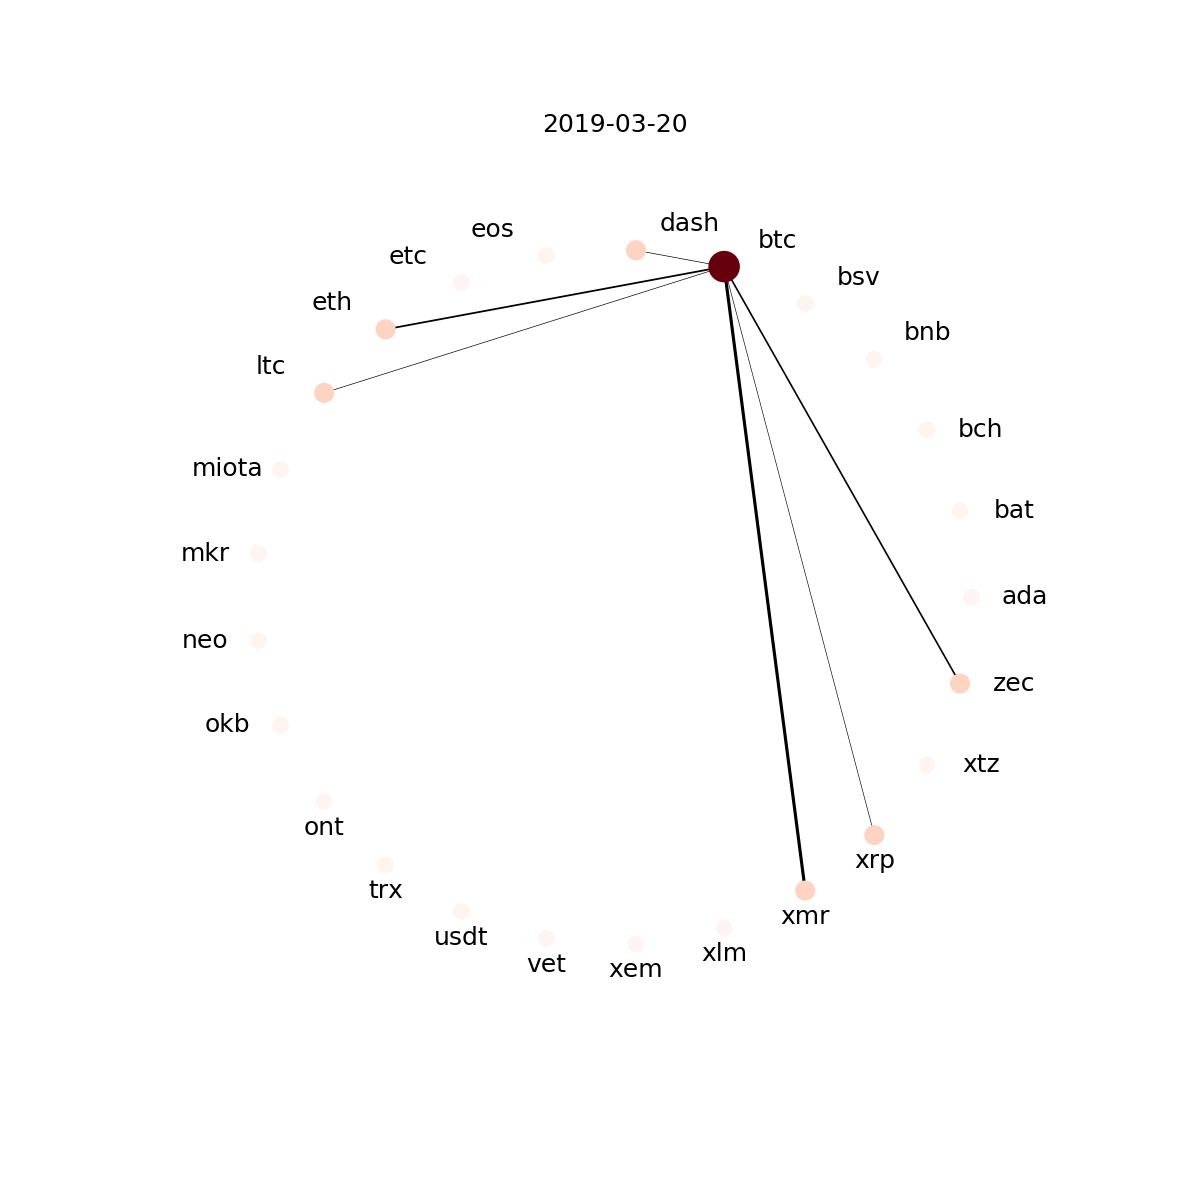 2019-03-20
dash
eos
btc
etc
bsv
eth
bnb
ltc
bch
miota
bat
mkr
ada
neo
zec
okb
xtz
ont
xrp
trx
xmr
usdt
xlm
vet
xem